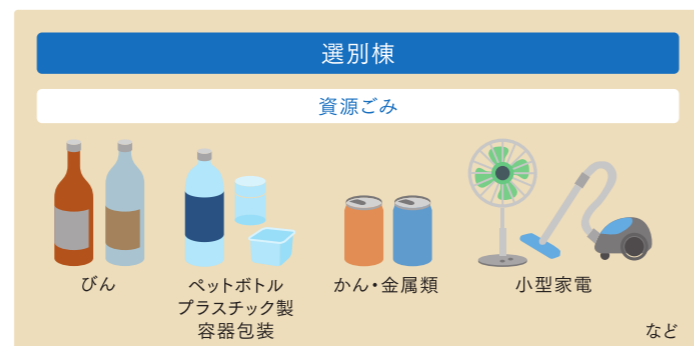 選別棟
資源ごみ
びん
ペットボトル
プラスチック製
容器包装
かん・金属類
小型家電
など